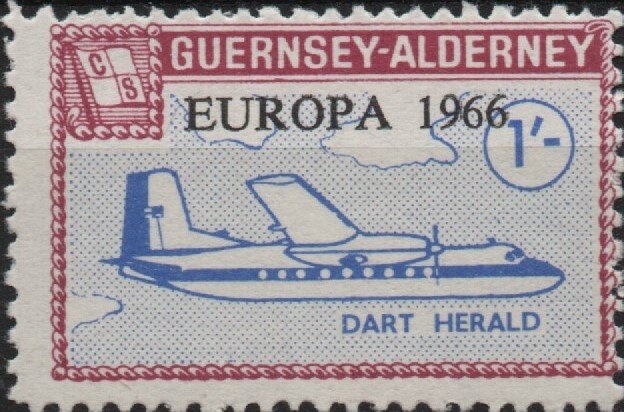 C S
GUERNSEY-ALDERNEY
EUROPA 1966
1'-
DART HERALD